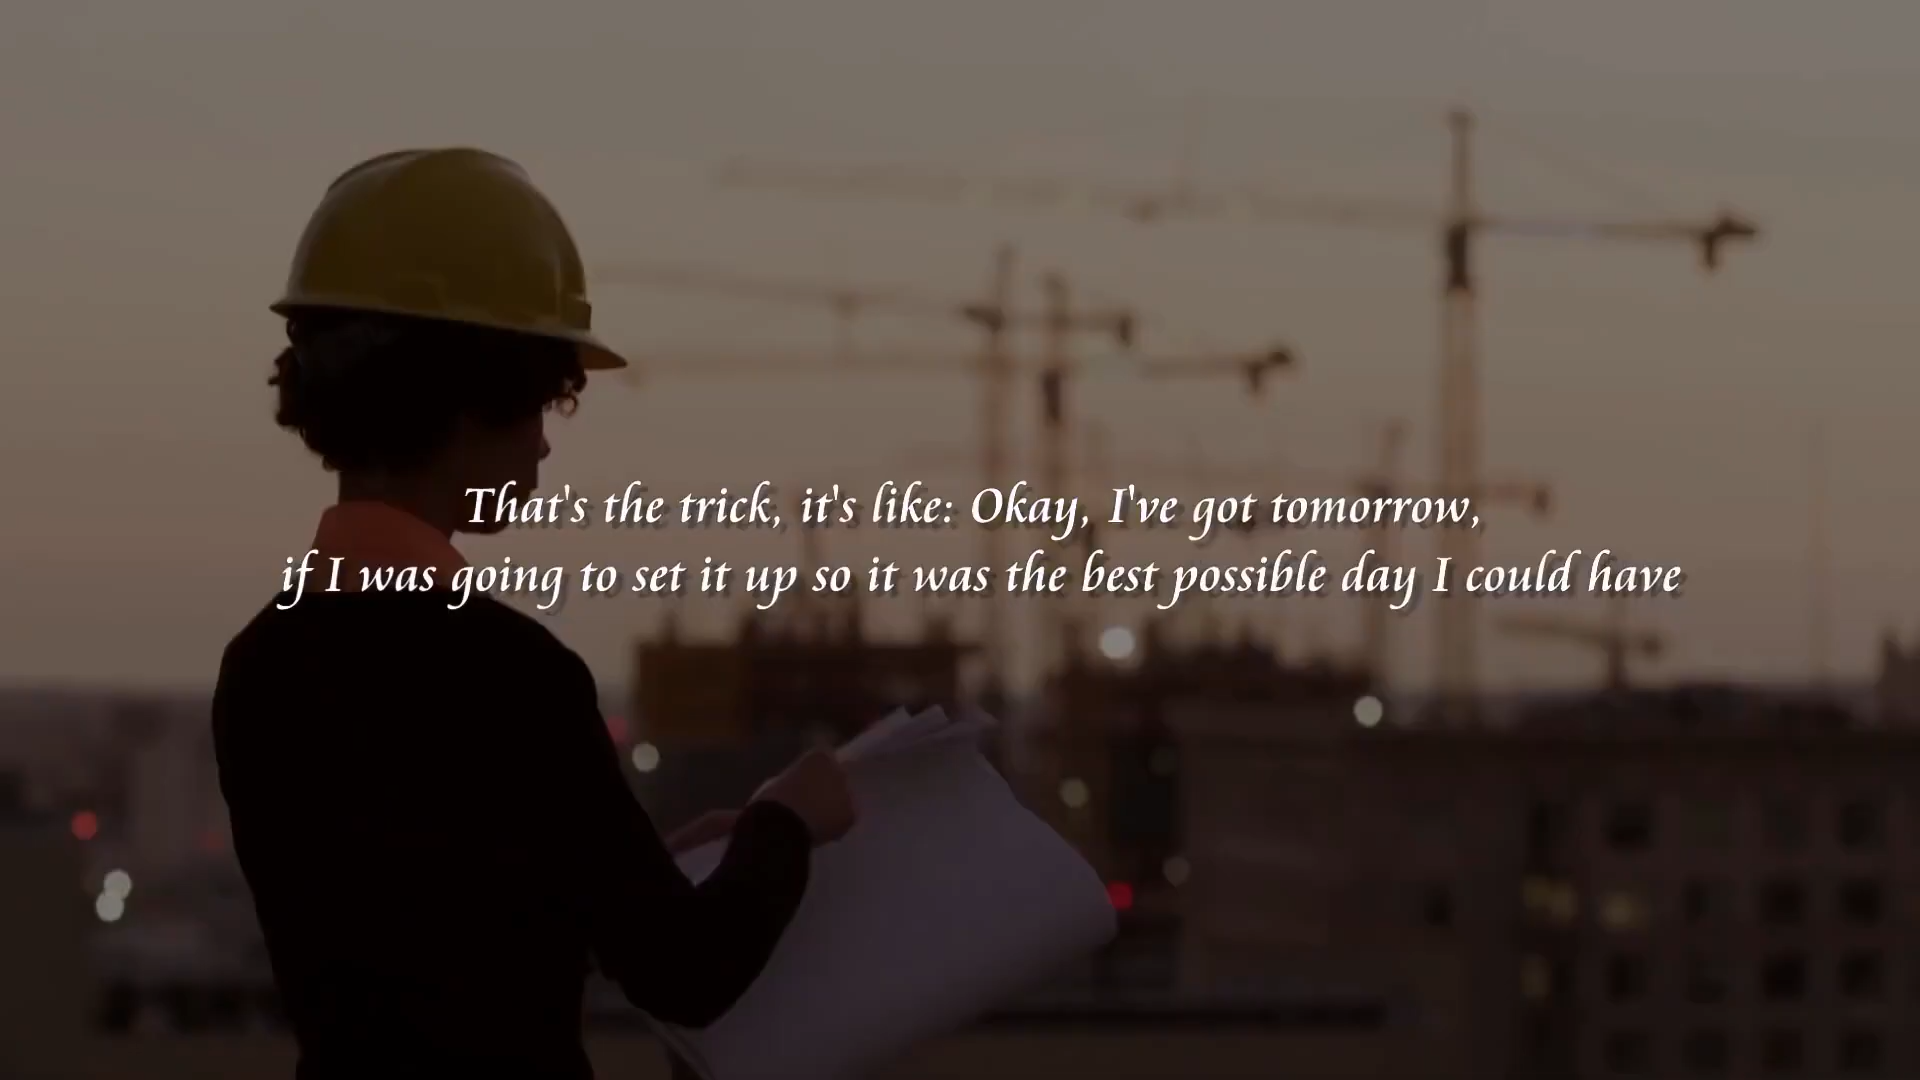 That's the trick, it's like: Okay, I've got tomorrow,
if I was going to set it up so it was the best possible day I could have